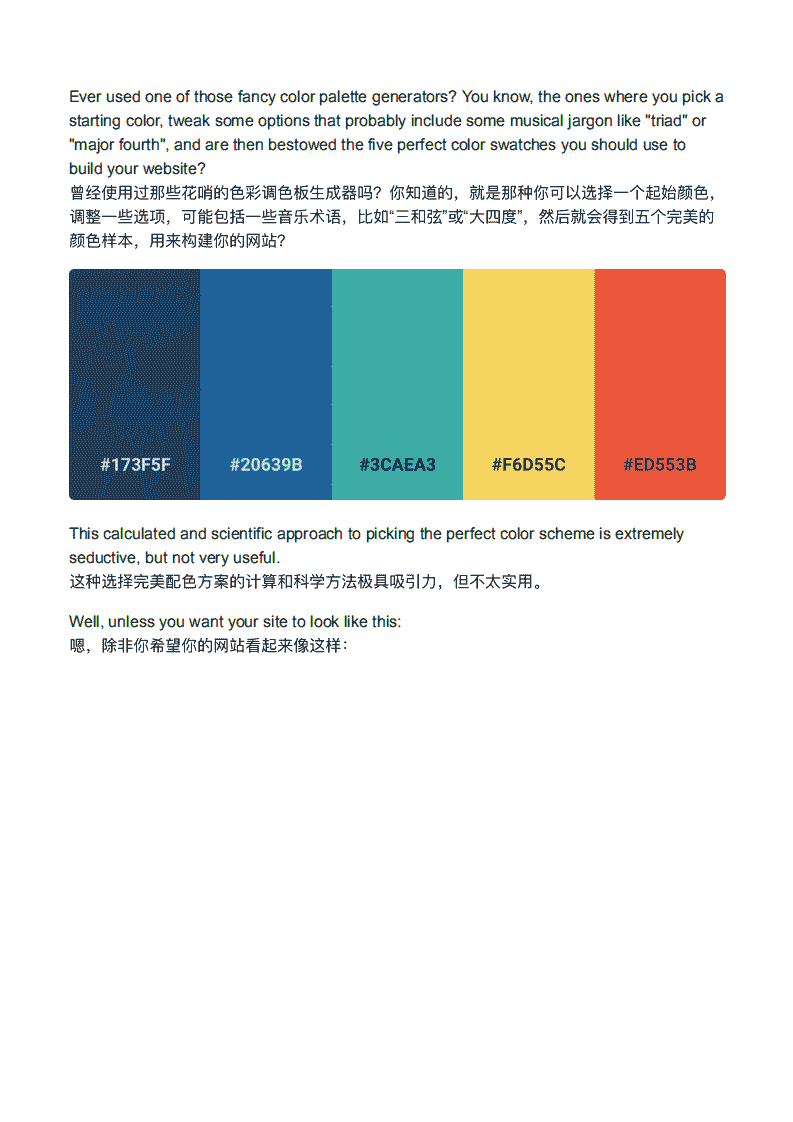 Ever used one of those fancy color palette generators? You know, the ones where you pick a
starting color, tweak some options that probably include some musical jargon like "triad" or
"major fourth", and are then bestowed the five perfect color swatches you should use to
build your website?
曾经使用过那些花哨的色彩调色板生成器吗？你知道的，就是那种你可以选择一个起始颜色，
调整一些选项，可能包括一些音乐术语，比如“三和弦”或“大四度”，然后就会得到五个完美的
颜色样本，用来构建你的网站？
#173F5F #20639B #3CAEA3 #F6D55C #ED553B
This calculated and scientific approach to picking the perfect color scheme is extremely
seductive, but not very useful.
这种选择完美配色方案的计算和科学方法极具吸引力，但不太实用。
Well, unless you want your site to look like this:
嗯，除非你希望你的网站看起来像这样：